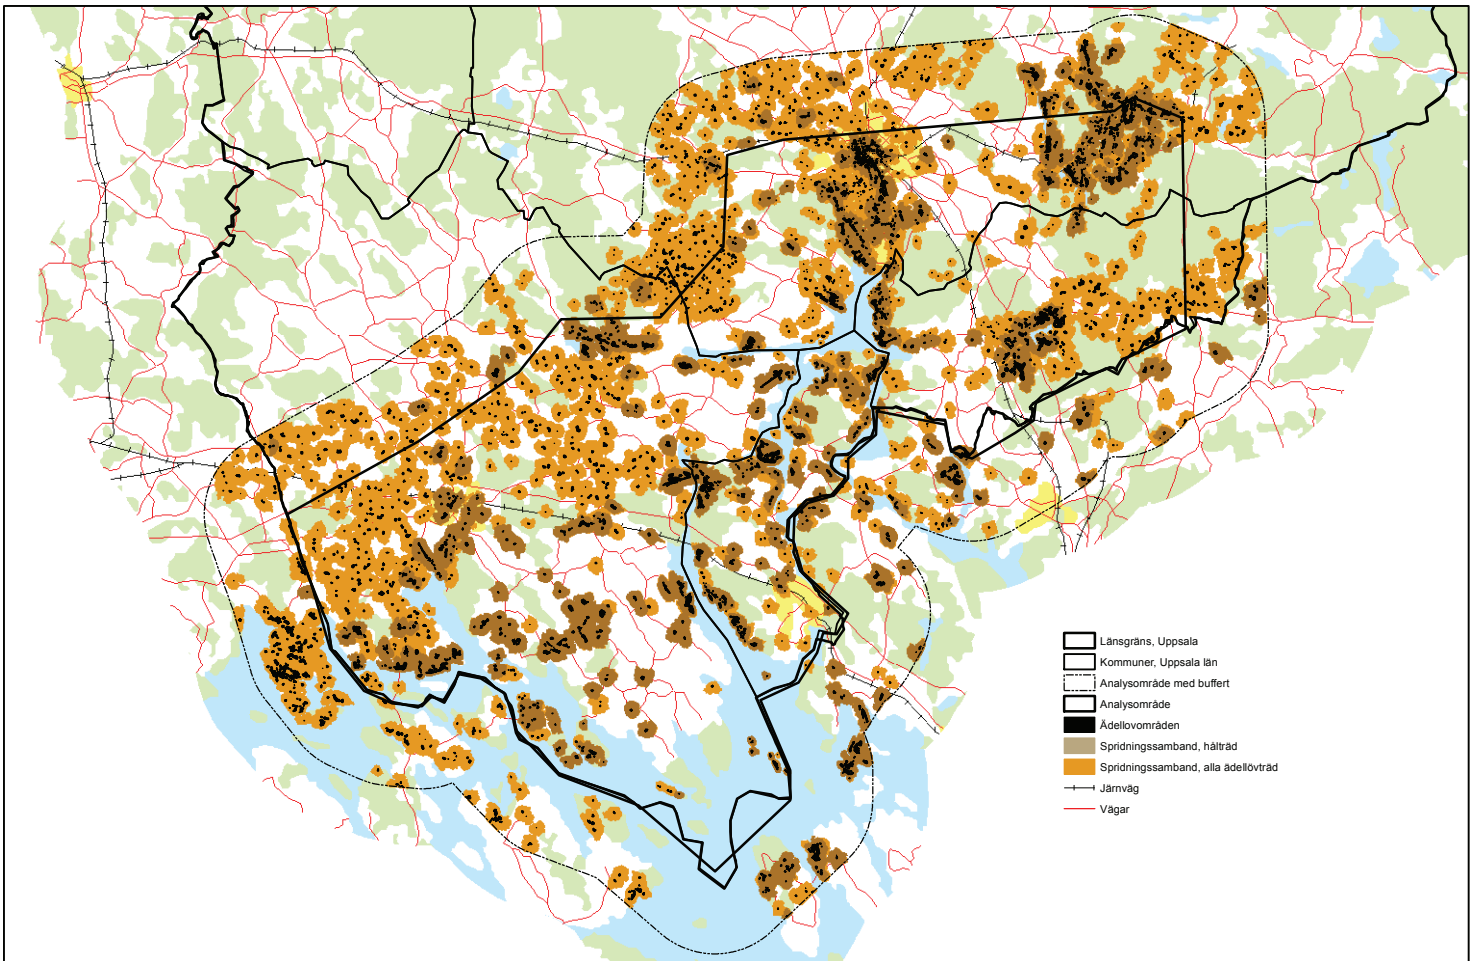 Länsgräns, Uppsala
Kommuner, Uppsala län
Analysområde med buffert
Analysområde
Ädellovområden
Spridningssamband, hålträd
Spridningssamband, alla ädellövträd
Järnväg
Vägar